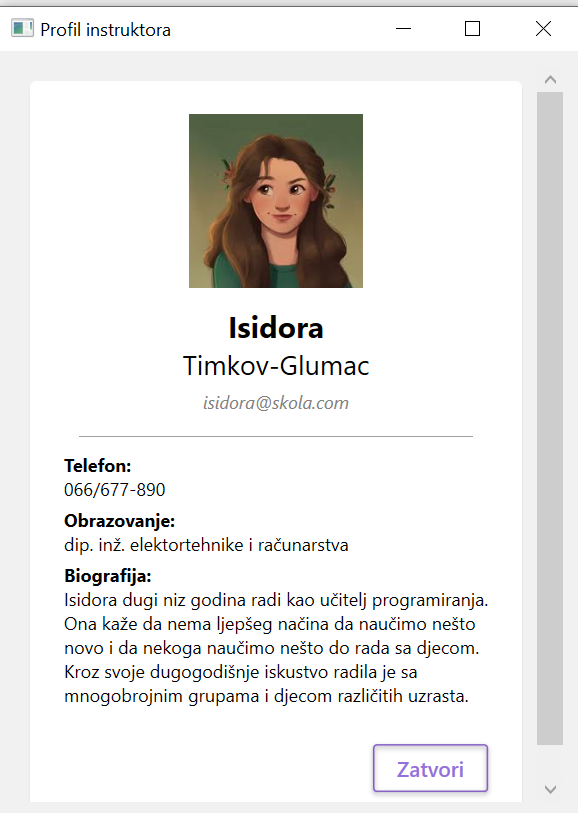 Profil instruktora
Isidora
Timkov-Glumac
isidora@skola.com
Telefon:
066/677-890
Obrazovanje:
dip. inž. elektortehnike i računarstva
Biografija:
Isidora dugi niz godina radi kao učitelj programiranja.
Ona kaže da nema ljepšeg načina da naučimo nešto
novo i da nekoga naučimo nešto do rada sa djecom.
Kroz svoje dugogodišnje iskustvo radila je sa
mnogobrojnim grupama i djecom različitih uzrasta.
Zatvori